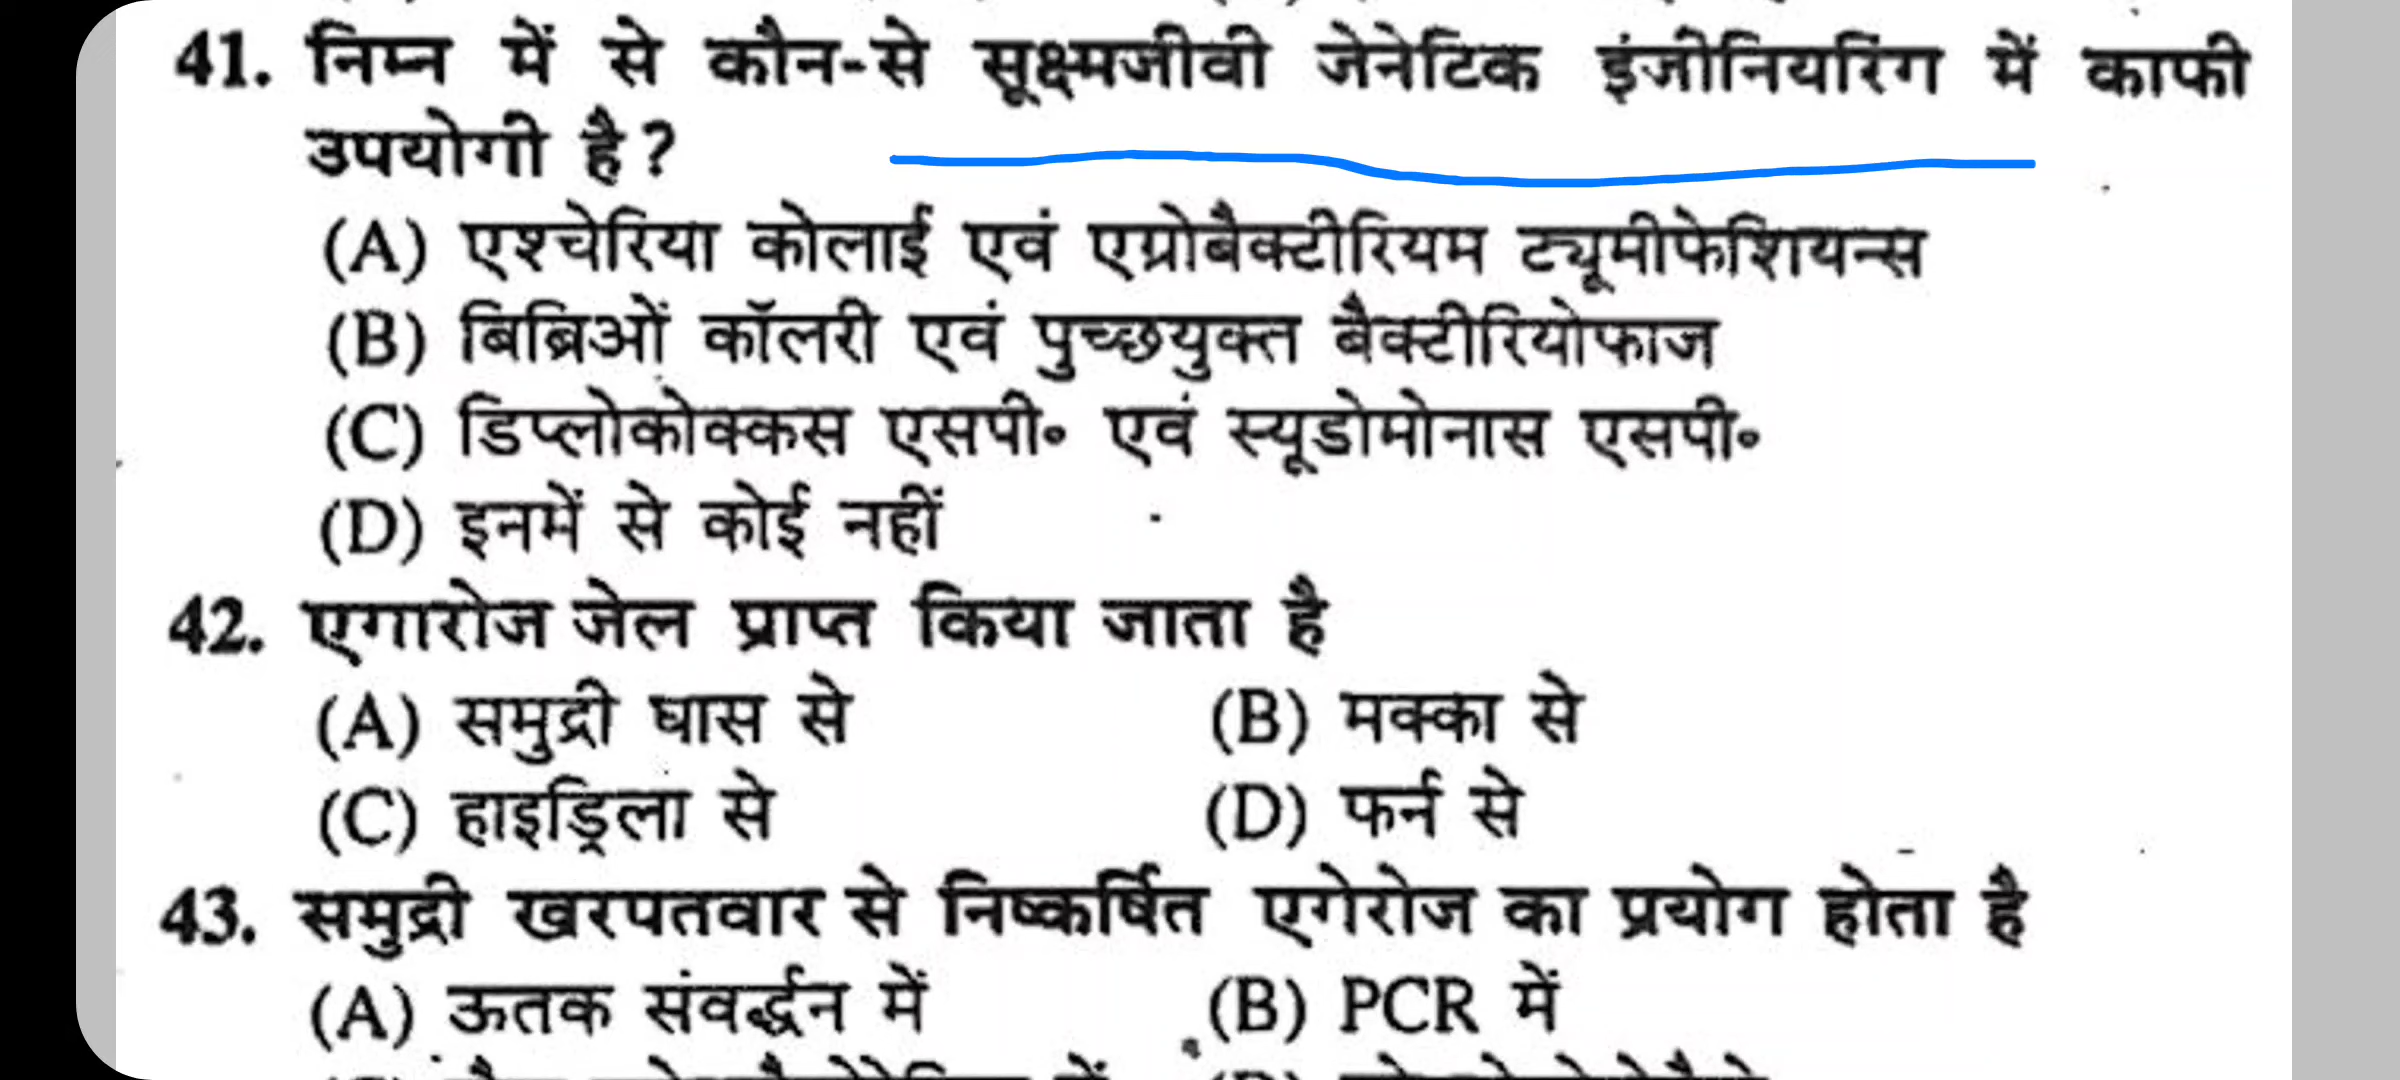 41. निम्न में से कौन-से सूक्ष्मजीवी जेनेटिक इंजीनियरिंग में काफी
उपयोगी है?
(A) एश्चेरिया कोलाई एवं एग्रोबैक्टीरियम ट्यूमीफेशियन्स
(B) बिब्रिओं कॉलरी एवं पुच्छयुक्त बैक्टीरियोफाज
(C) डिप्लोकोक्कस एसपी॰ एवं स्यूडोमोनास एसपी॰
(D) इनमें से कोई नहीं
42. एगारोज जेल प्राप्त किया जाता है
(A) समुद्री घास से (B) मक्का से
(C) हाइड्रिला से (D) फर्न से
43. समुद्री खरपतवार से निष्कर्षित एगेरोज का प्रयोग होता है
(A) ऊतक संवर्द्धन में (B) PCR में